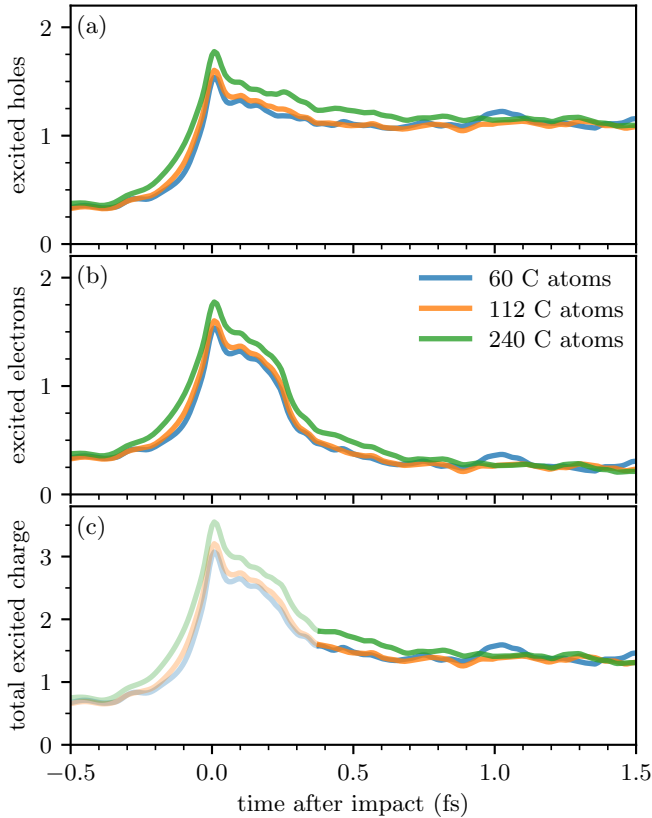 (a)
excited holes
2
1
0
(b)
excited electrons
2
1
0
60 C atoms
112 C atoms
240 C atoms
(c)
total excited charge
3
2
1
0
−0.5 0.0 0.5 1.0 1.5
time after impact (fs)